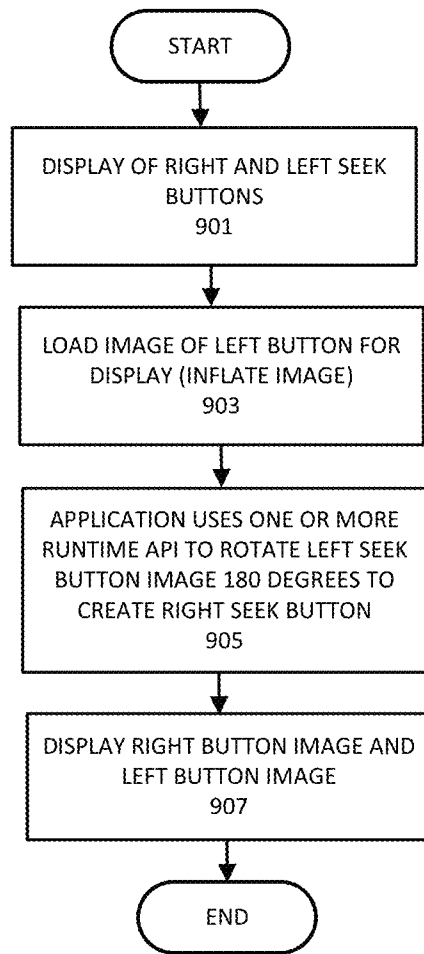 START
DISPLAY OF RIGHT AND LEFT SEEK
BUTTONS
901
LOAD IMAGE OF LEFT BUTTON FOR
DISPLAY (INFLATE IMAGE)
903
APPLICATION USES ONE OR MORE
RUNTIME API TO ROTATE LEFT SEEK
BUTTON IMAGE 180 DEGREES TO
CREATE RIGHT SEEK BUTTON
905
DISPLAY RIGHT BUTTON IMAGE AND
LEFT BUTTON IMAGE
907
END